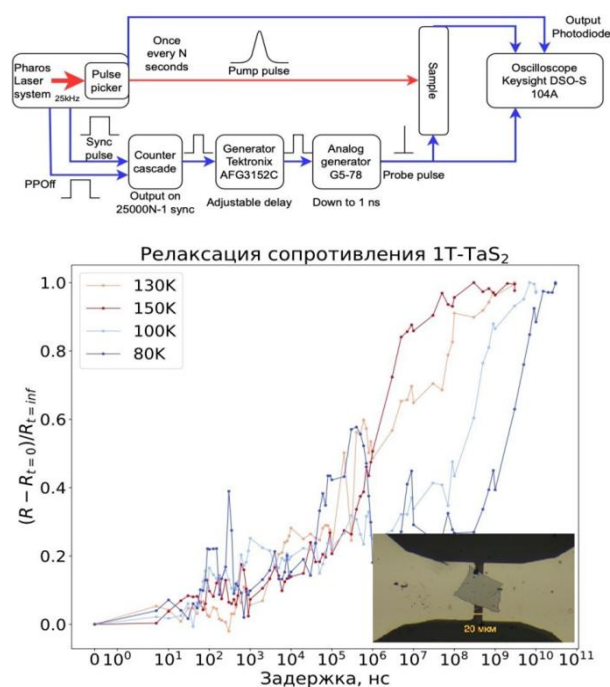 Pharos
Laser
system
25kHz
Pulse
picker
Once
every N
seconds
Pump pulse
Sample
Output
Photodiode
Oscilloscope
Keysight DSO-S
104A
Sync
pulse
PPOff
Counter
cascade
Output on
25000N-1 sync
Generator
Tektronix
AFG3152C
Adjustable delay
Analog
generator
G5-78
Down to 1 ns
Probe pulse
Релаксация сопротивления 1T-TaS₂
130K
150K
100K
80K
(R − R_{t=0})/R_{t=inf}
1.0
0.8
0.6
0.4
0.2
0.0
20 мкм
0 10⁰ 10¹ 10² 10³ 10⁴ 10⁵ 10⁶ 10⁷ 10⁸ 10⁹ 10¹⁰ 10¹¹
Задержка, нс